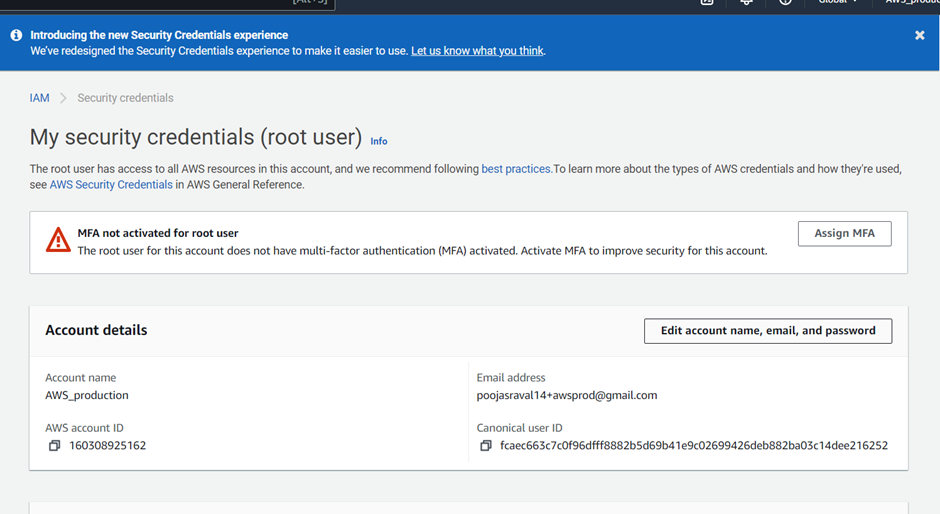 [Alt+S]
Global
Introducing the new Security Credentials experience
We've redesigned the Security Credentials experience to make it easier to use. Let us know what you think.
IAM > Security credentials
My security credentials (root user) Info
The root user has access to all AWS resources in this account, and we recommend following best practices.To learn more about the types of AWS credentials and how they're used,
see AWS Security Credentials in AWS General Reference.
MFA not activated for root user
The root user for this account does not have multi-factor authentication (MFA) activated. Activate MFA to improve security for this account.
Assign MFA
Account details
Edit account name, email, and password
Account name
AWS_production
Email address
poojasraval14+awsprod@gmail.com
AWS account ID
160308925162
Canonical user ID
fcaec663c7c0f96dfff8882b5d69b41e9c02699426deb882ba03c14dee216252